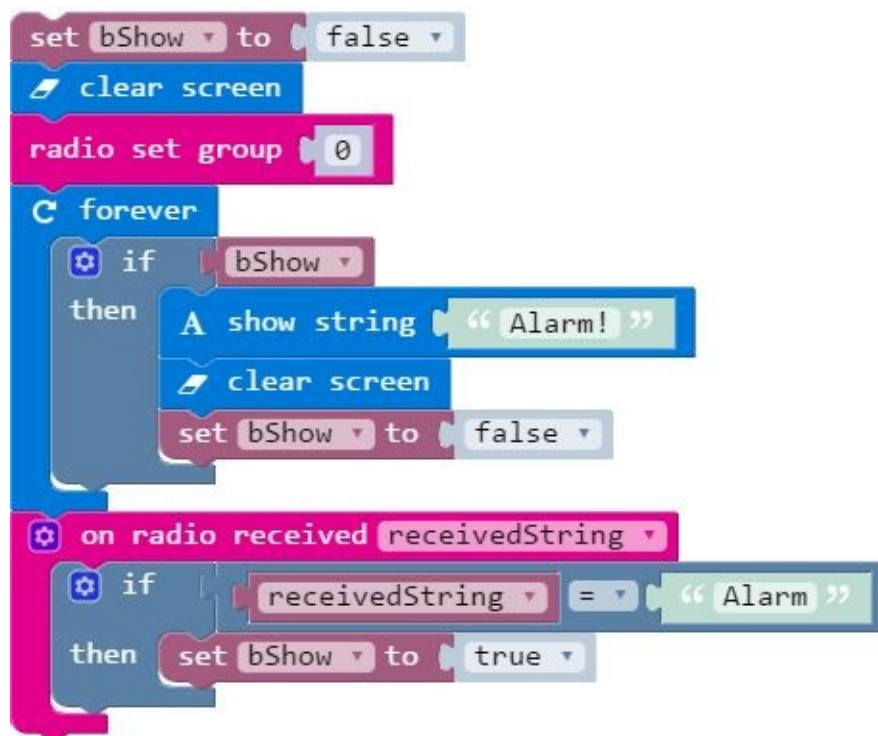 set bShow to false
clear screen
radio set group 0
forever
if bShow
then A show string “ Alarm! ”
clear screen
set bShow to false
on radio received receivedString
if receivedString = “ Alarm ”
then set bShow to true